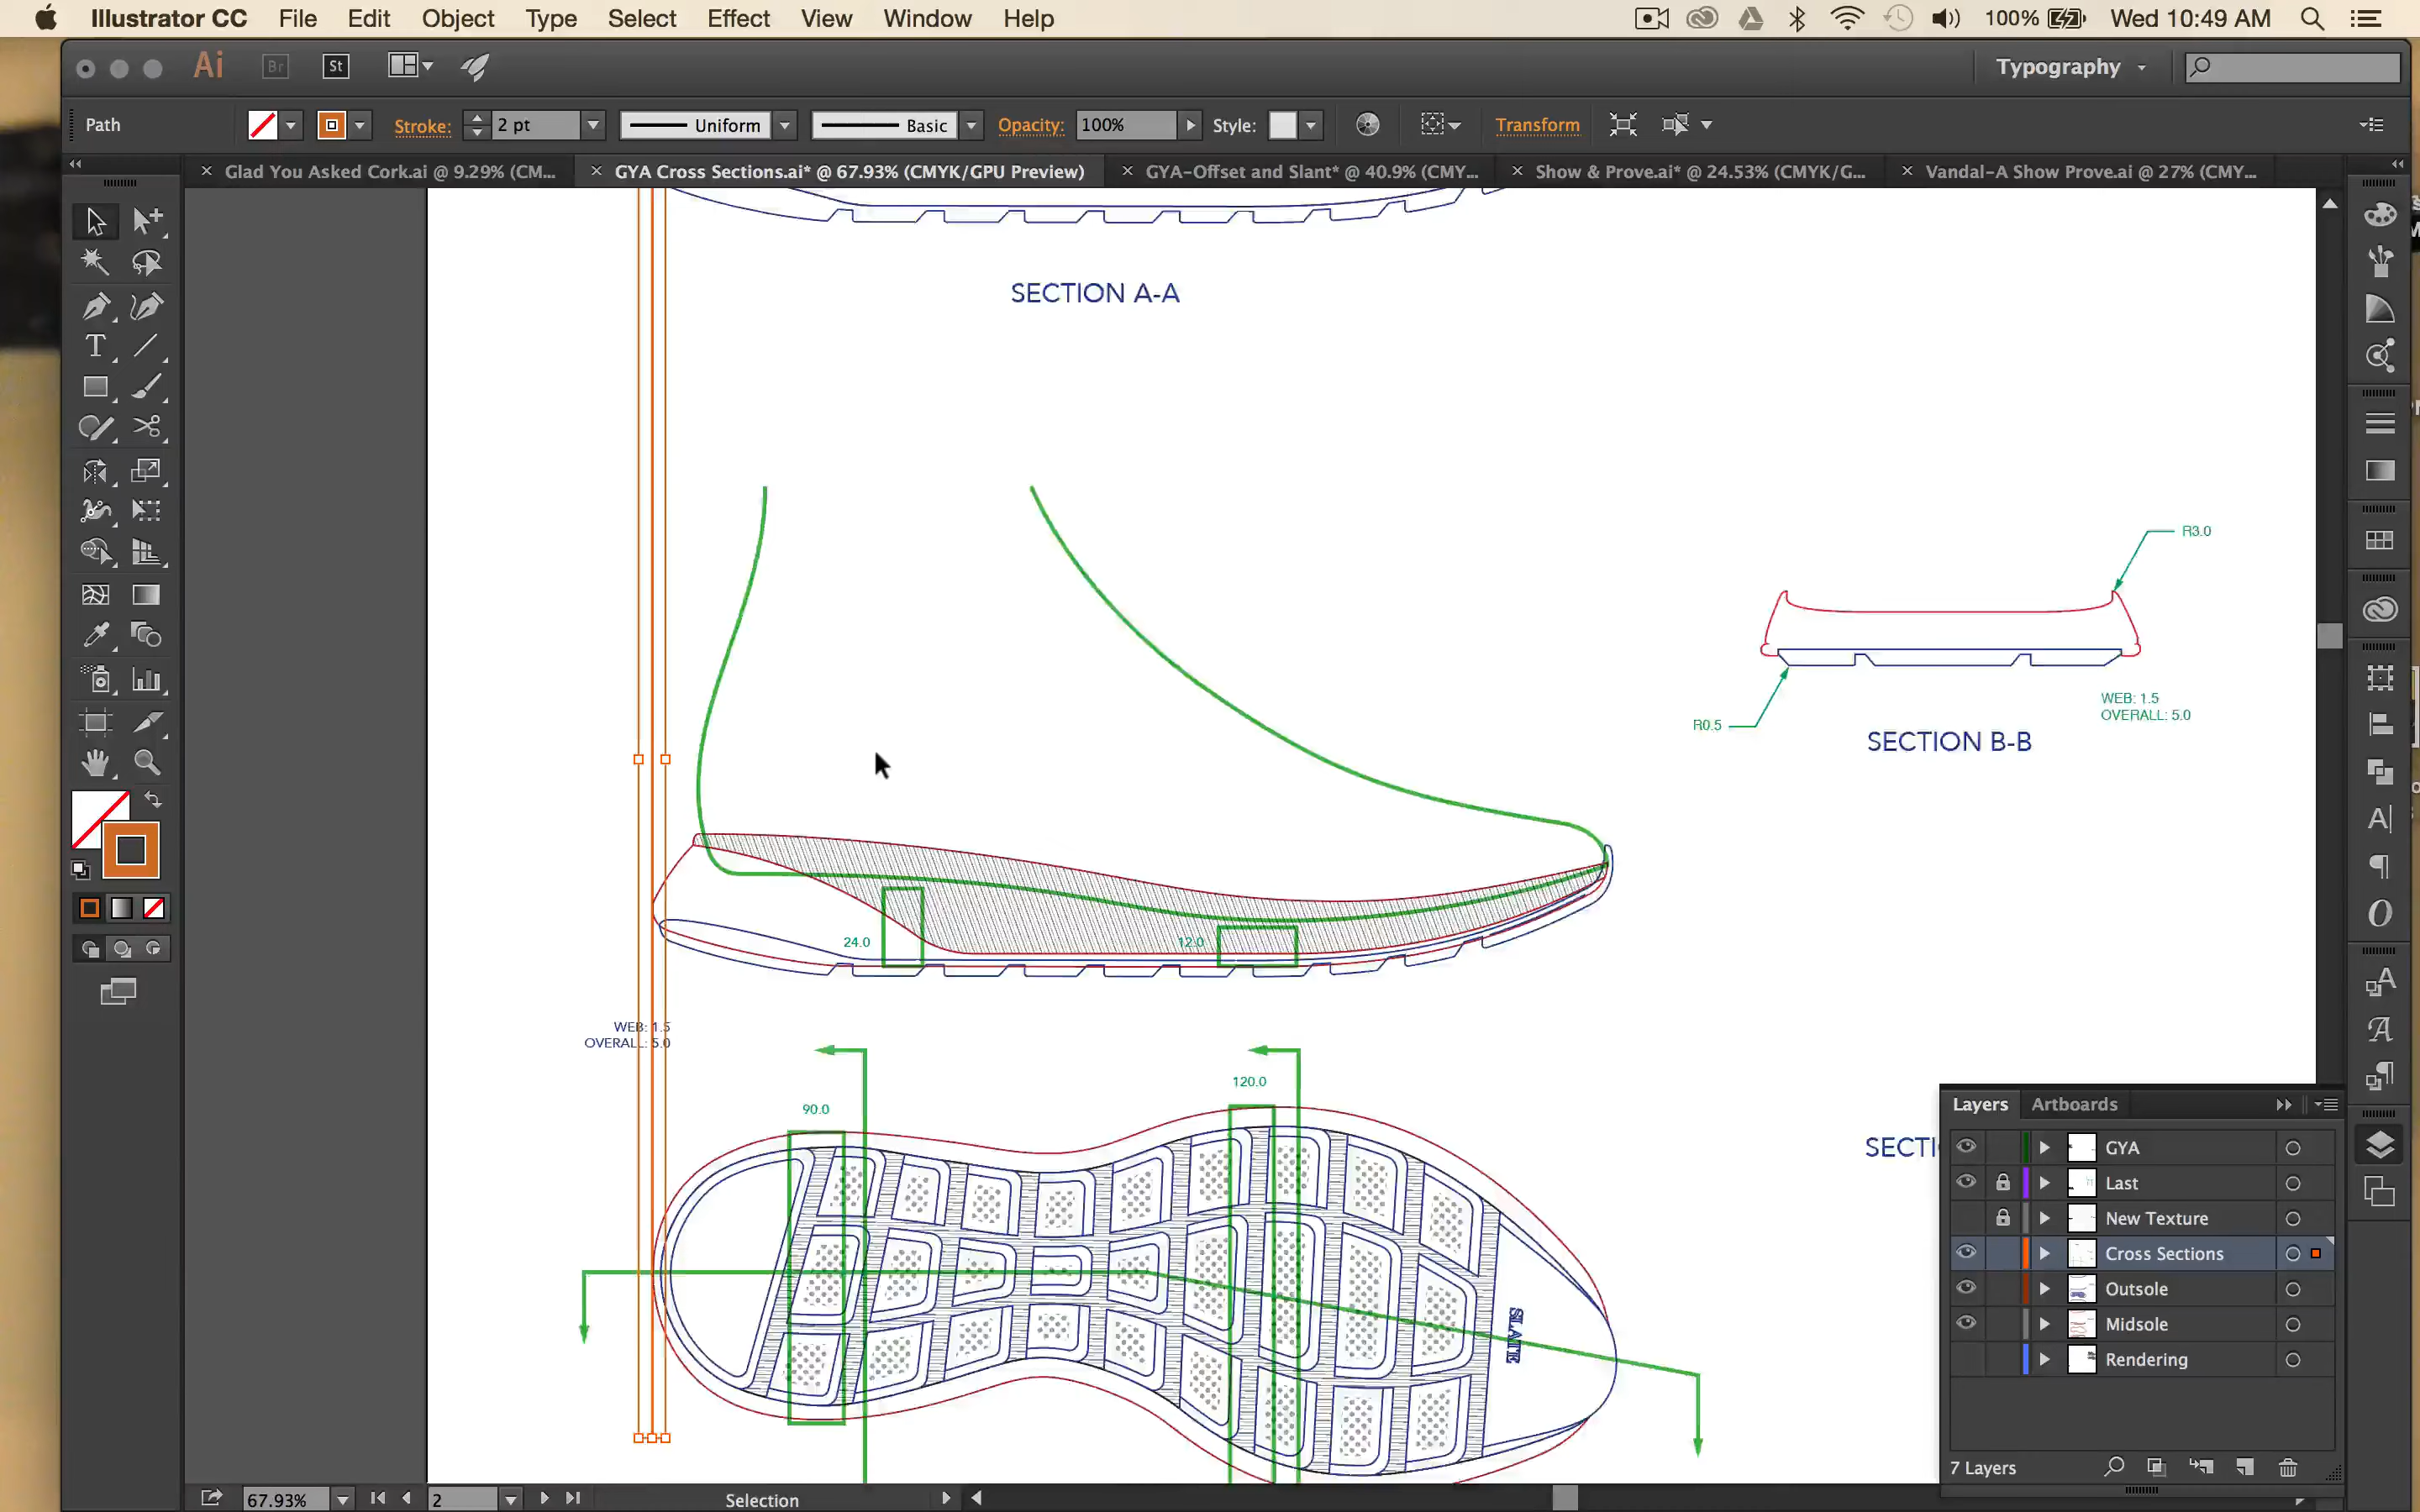 Illustrator CC File Edit Object Type Select Effect View Window Help 100% Wed 10:49 AM
Ai Br St Typography
Path Stroke: 2 pt Uniform Basic Opacity: 100% Style: Transform
Glad You Asked Cork.ai @ 9.29% (CM... GYA Cross Sections.ai* @ 67.93% (CMYK/GPU Preview) GYA-Offset and Slant* @ 40.9% (CMY... Show & Prove.ai* @ 24.53% (CMYK/G... Vandal-A Show Prove.ai @ 27% (CMY...
SECTION A-A
R3.0
WEB: 1.5
OVERALL: 5.0
R0.5
SECTION B-B
24.0
12.0
WEB: 1.5
OVERALL: 5.0
120.0
90.0
SLATE
SECTI
Layers Artboards
GYA
Last
New Texture
Cross Sections
Outsole
Midsole
Rendering
7 Layers
67.93% 2 Selection